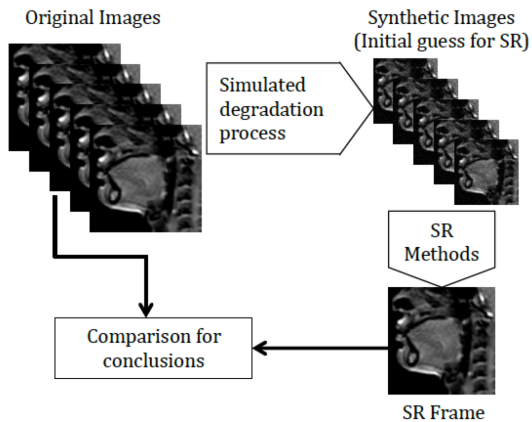 Original Images
Synthetic Images
(Initial guess for SR)
Simulated
degradation
process
SR
Methods
Comparison for
conclusions
SR Frame